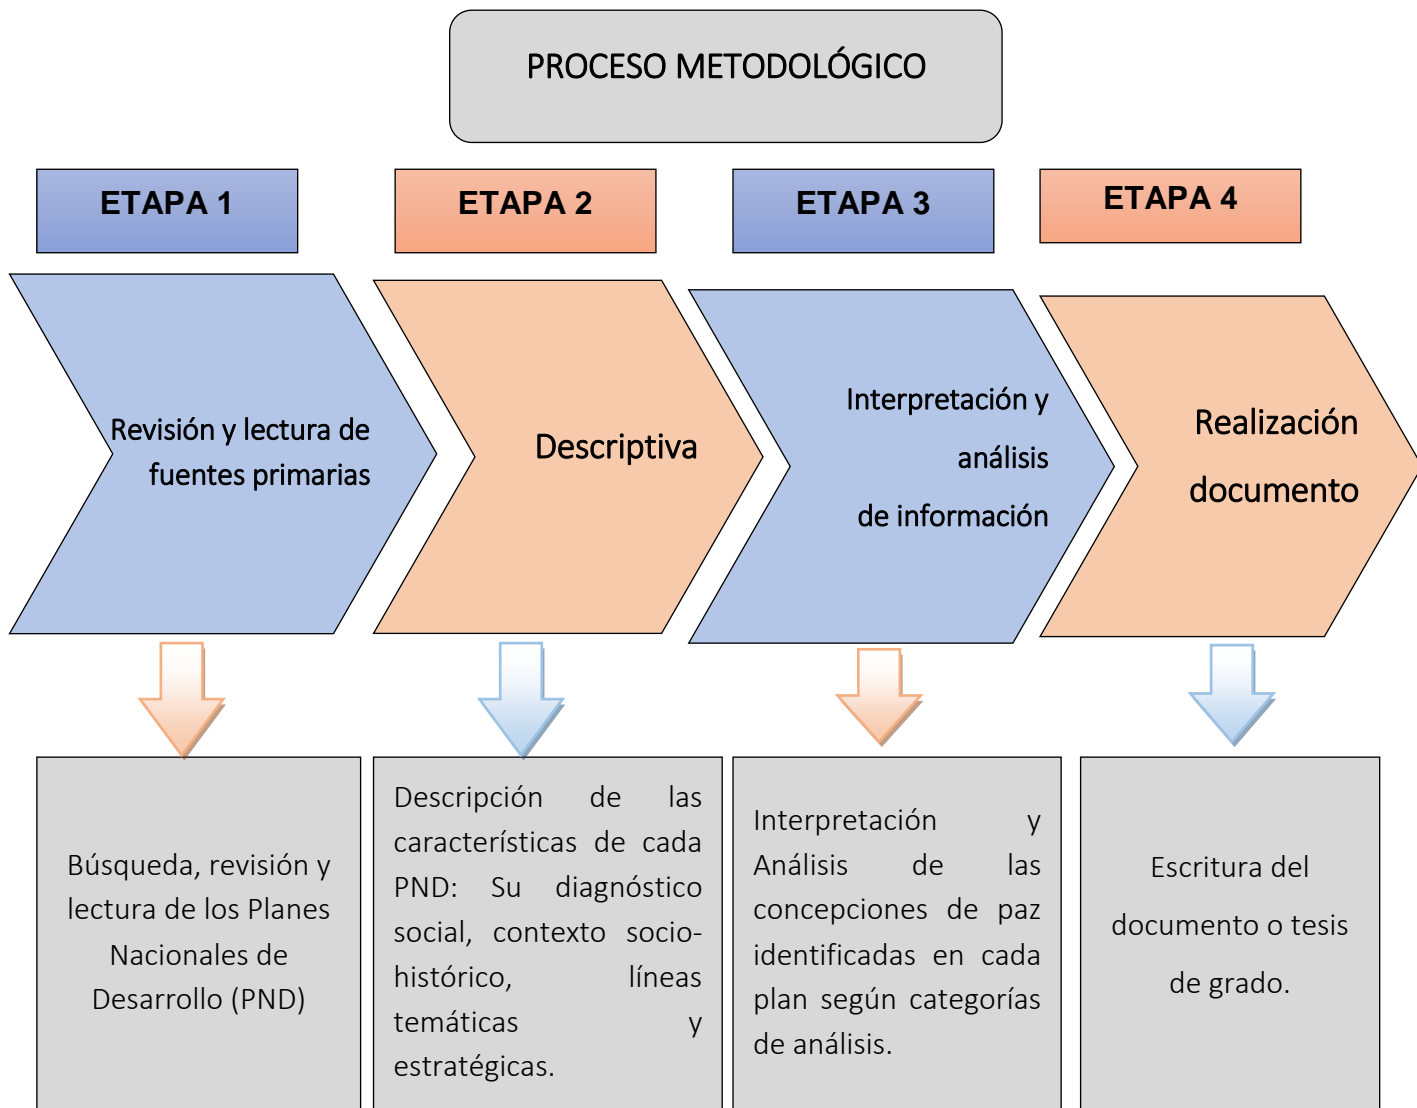 PROCESO METODOLÓGICO
ETAPA 1
ETAPA 2
ETAPA 3
ETAPA 4
Revisión y lectura de
fuentes primarias
Descriptiva
Interpretación y
análisis
de información
Realización
documento
Búsqueda, revisión y
lectura de los Planes
Nacionales de
Desarrollo (PND)
Descripción de las
características de cada
PND: Su diagnóstico
social, contexto socio-
histórico, líneas
temáticas y
estratégicas.
Interpretación y
Análisis de las
concepciones de paz
identificadas en cada
plan según categorías
de análisis.
Escritura del
documento o tesis
de grado.